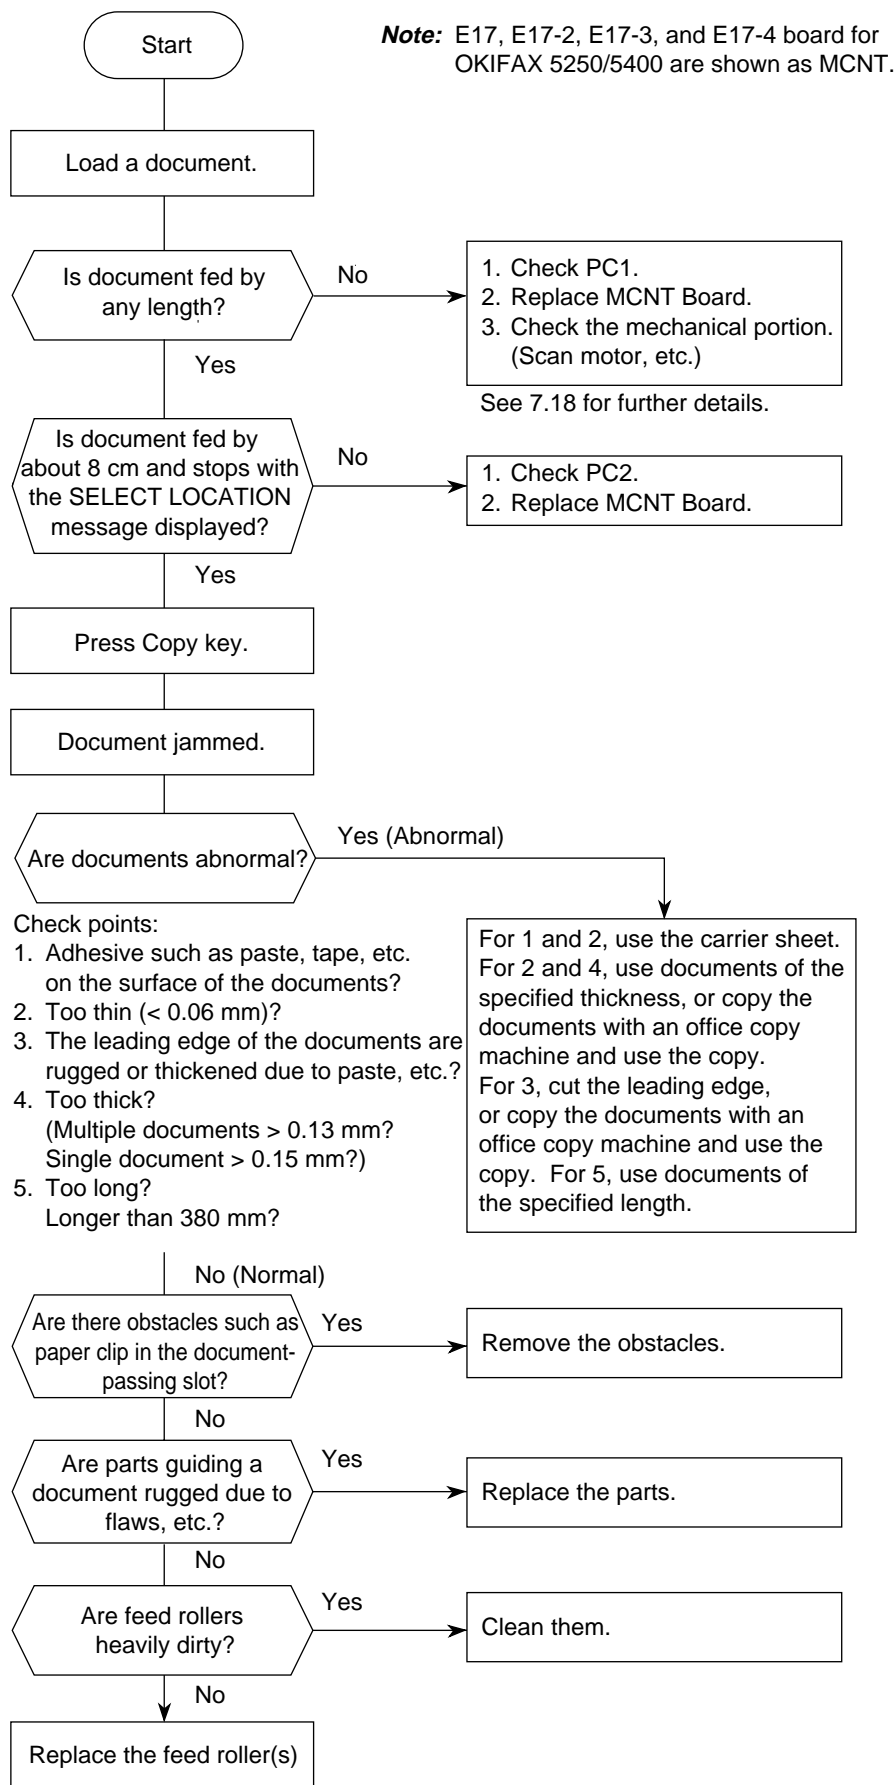 Start
Note: E17, E17-2, E17-3, and E17-4 board for
OKIFAX 5250/5400 are shown as MCNT.
Load a document.
Is document fed by
any length?
No
1. Check PC1.
2. Replace MCNT Board.
3. Check the mechanical portion.
(Scan motor, etc.)
Yes
See 7.18 for further details.
Is document fed by
about 8 cm and stops with
the SELECT LOCATION
message displayed?
No
1. Check PC2.
2. Replace MCNT Board.
Yes
Press Copy key.
Document jammed.
Are documents abnormal?
Yes (Abnormal)
Check points:
1. Adhesive such as paste, tape, etc.
on the surface of the documents?
2. Too thin (< 0.06 mm)?
3. The leading edge of the documents are
rugged or thickened due to paste, etc.?
4. Too thick?
(Multiple documents > 0.13 mm?
Single document > 0.15 mm?)
5. Too long?
Longer than 380 mm?
For 1 and 2, use the carrier sheet.
For 2 and 4, use documents of the
specified thickness, or copy the
documents with an office copy
machine and use the copy.
For 3, cut the leading edge,
or copy the documents with an
office copy machine and use the
copy. For 5, use documents of
the specified length.
No (Normal)
Are there obstacles such as
paper clip in the document-
passing slot?
Yes
Remove the obstacles.
No
Are parts guiding a
document rugged due to
flaws, etc.?
Yes
Replace the parts.
No
Are feed rollers
heavily dirty?
Yes
Clean them.
No
Replace the feed roller(s)